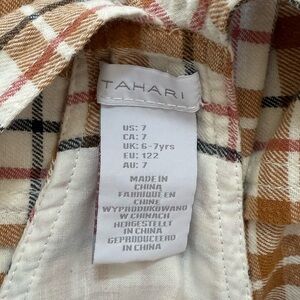 TAHARI
US: 7
CA: 7
UK: 6-7yrs
EU: 122
AU: 7
MADE IN
CHINA
FABRIQUÉ EN
CHINE
WYPRODUKOWANO
W CHINACH
HERGESTELLT
IN CHINA
GEPRODUCEERD
IN CHINA